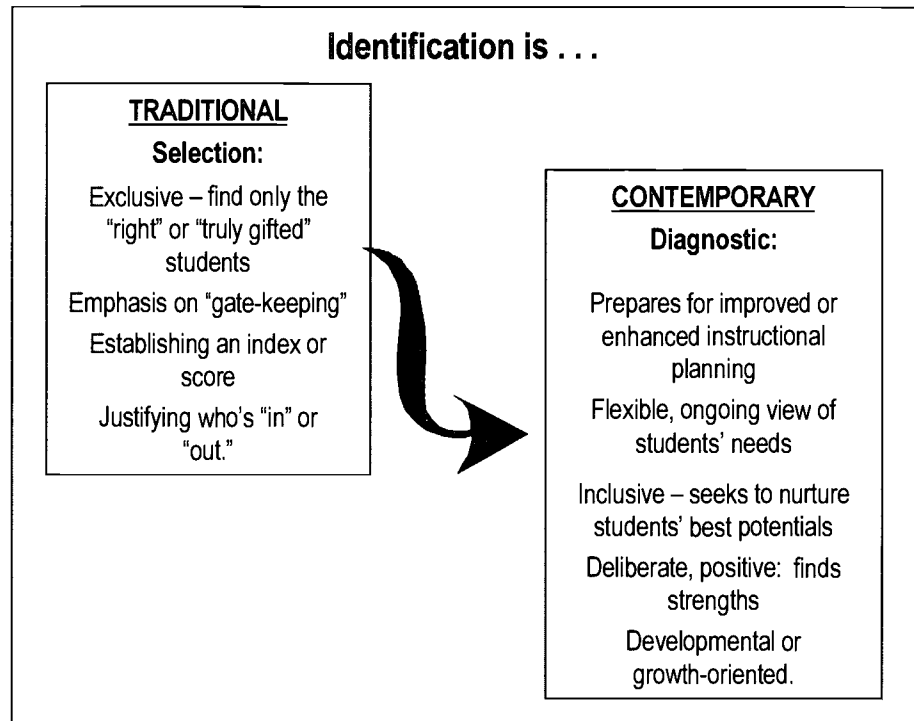 Identification is . . .
TRADITIONAL
Selection:
Exclusive – find only the
“right” or “truly gifted”
students
Emphasis on “gate-keeping”
Establishing an index or
score
Justifying who’s “in” or
“out.”
CONTEMPORARY
Diagnostic:
Prepares for improved or
enhanced instructional
planning
Flexible, ongoing view of
students’ needs
Inclusive – seeks to nurture
students’ best potentials
Deliberate, positive: finds
strengths
Developmental or
growth-oriented.